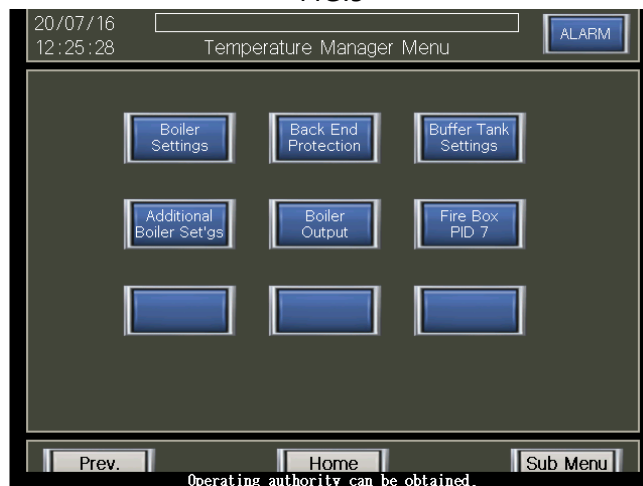 20/07/16
12:25:28
Temperature Manager Menu
ALARM
Boiler
Settings
Back End
Protection
Buffer Tank
Settings
Additional
Boiler Set'gs
Boiler
Output
Fire Box
PID 7
Prev.
Home
Sub Menu
Operating authority can be obtained.